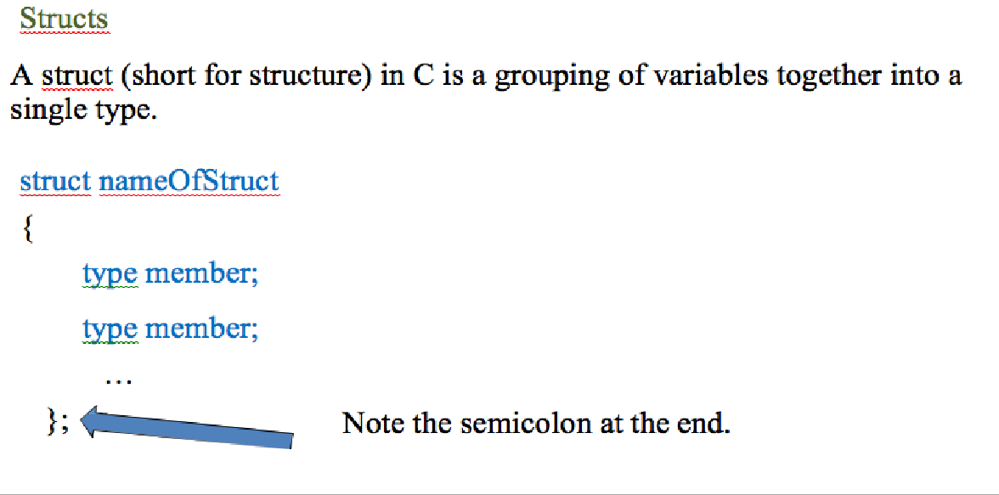 Structs
A struct (short for structure) in C is a grouping of variables together into a
single type.
struct nameOfStruct
{
type member;
type member;
...
};
Note the semicolon at the end.